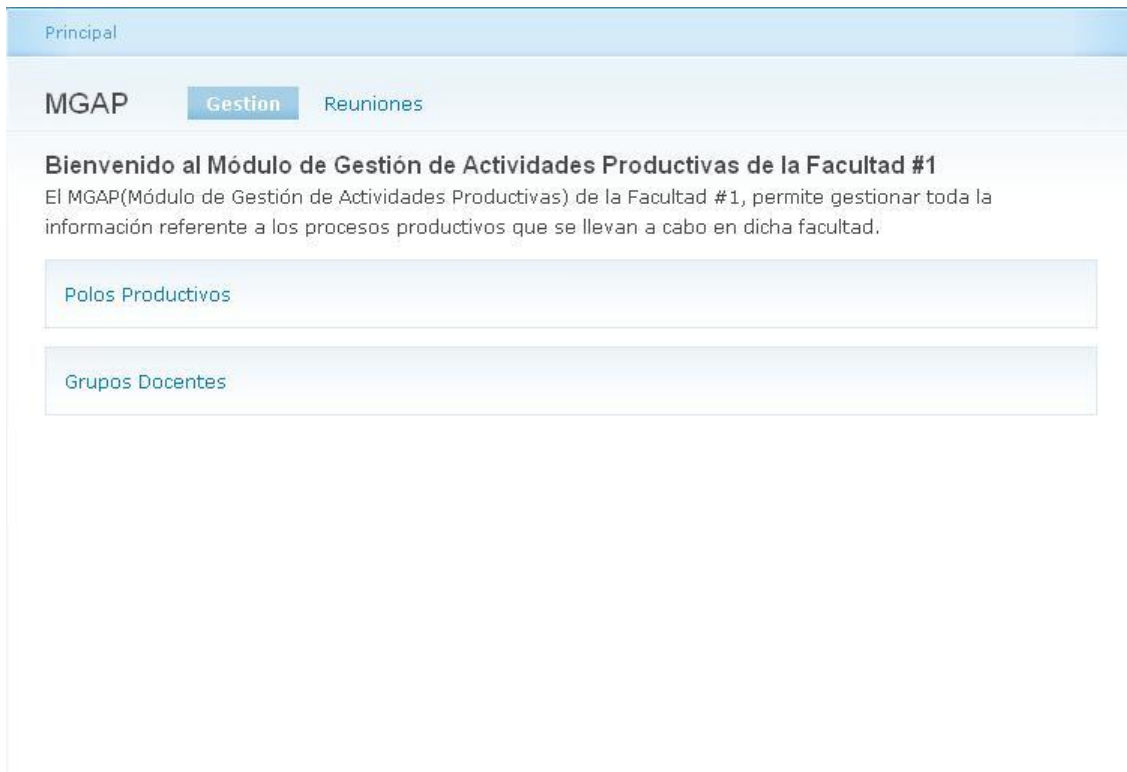 Principal
MGAP Gestion Reuniones
Bienvenido al Módulo de Gestión de Actividades Productivas de la Facultad #1
El MGAP(Módulo de Gestión de Actividades Productivas) de la Facultad #1, permite gestionar toda la
información referente a los procesos productivos que se llevan a cabo en dicha facultad.
Polos Productivos
Grupos Docentes